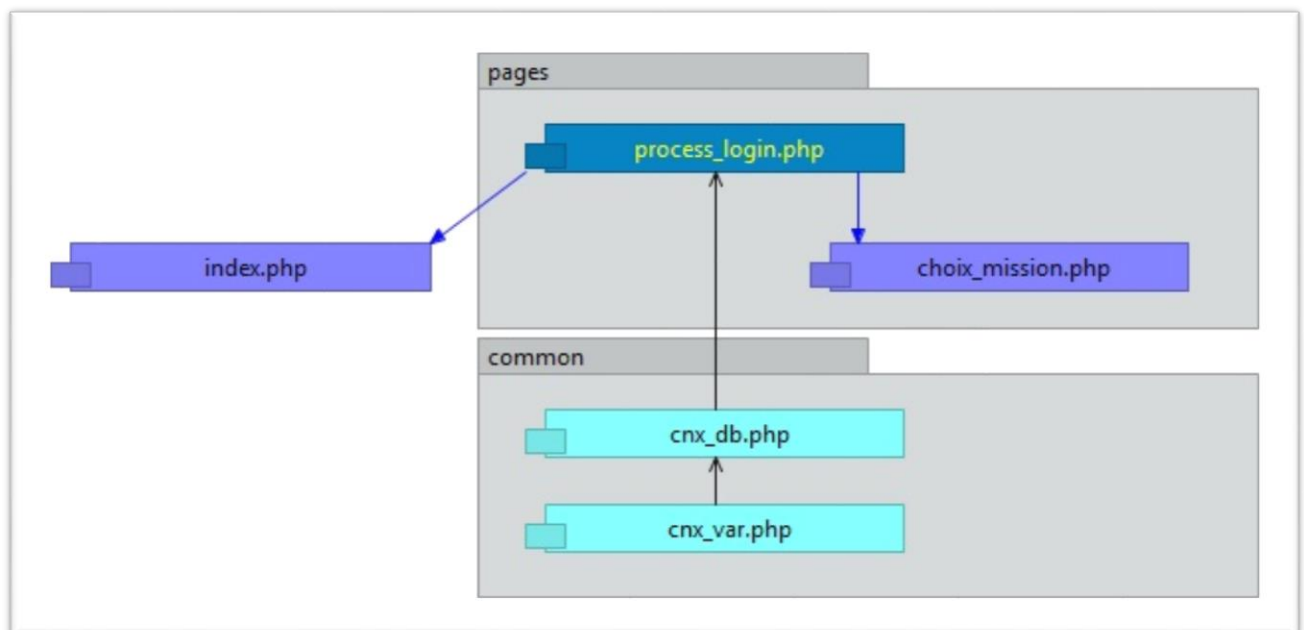 pages
process_login.php
index.php
choix_mission.php
common
cnx_db.php
cnx_var.php